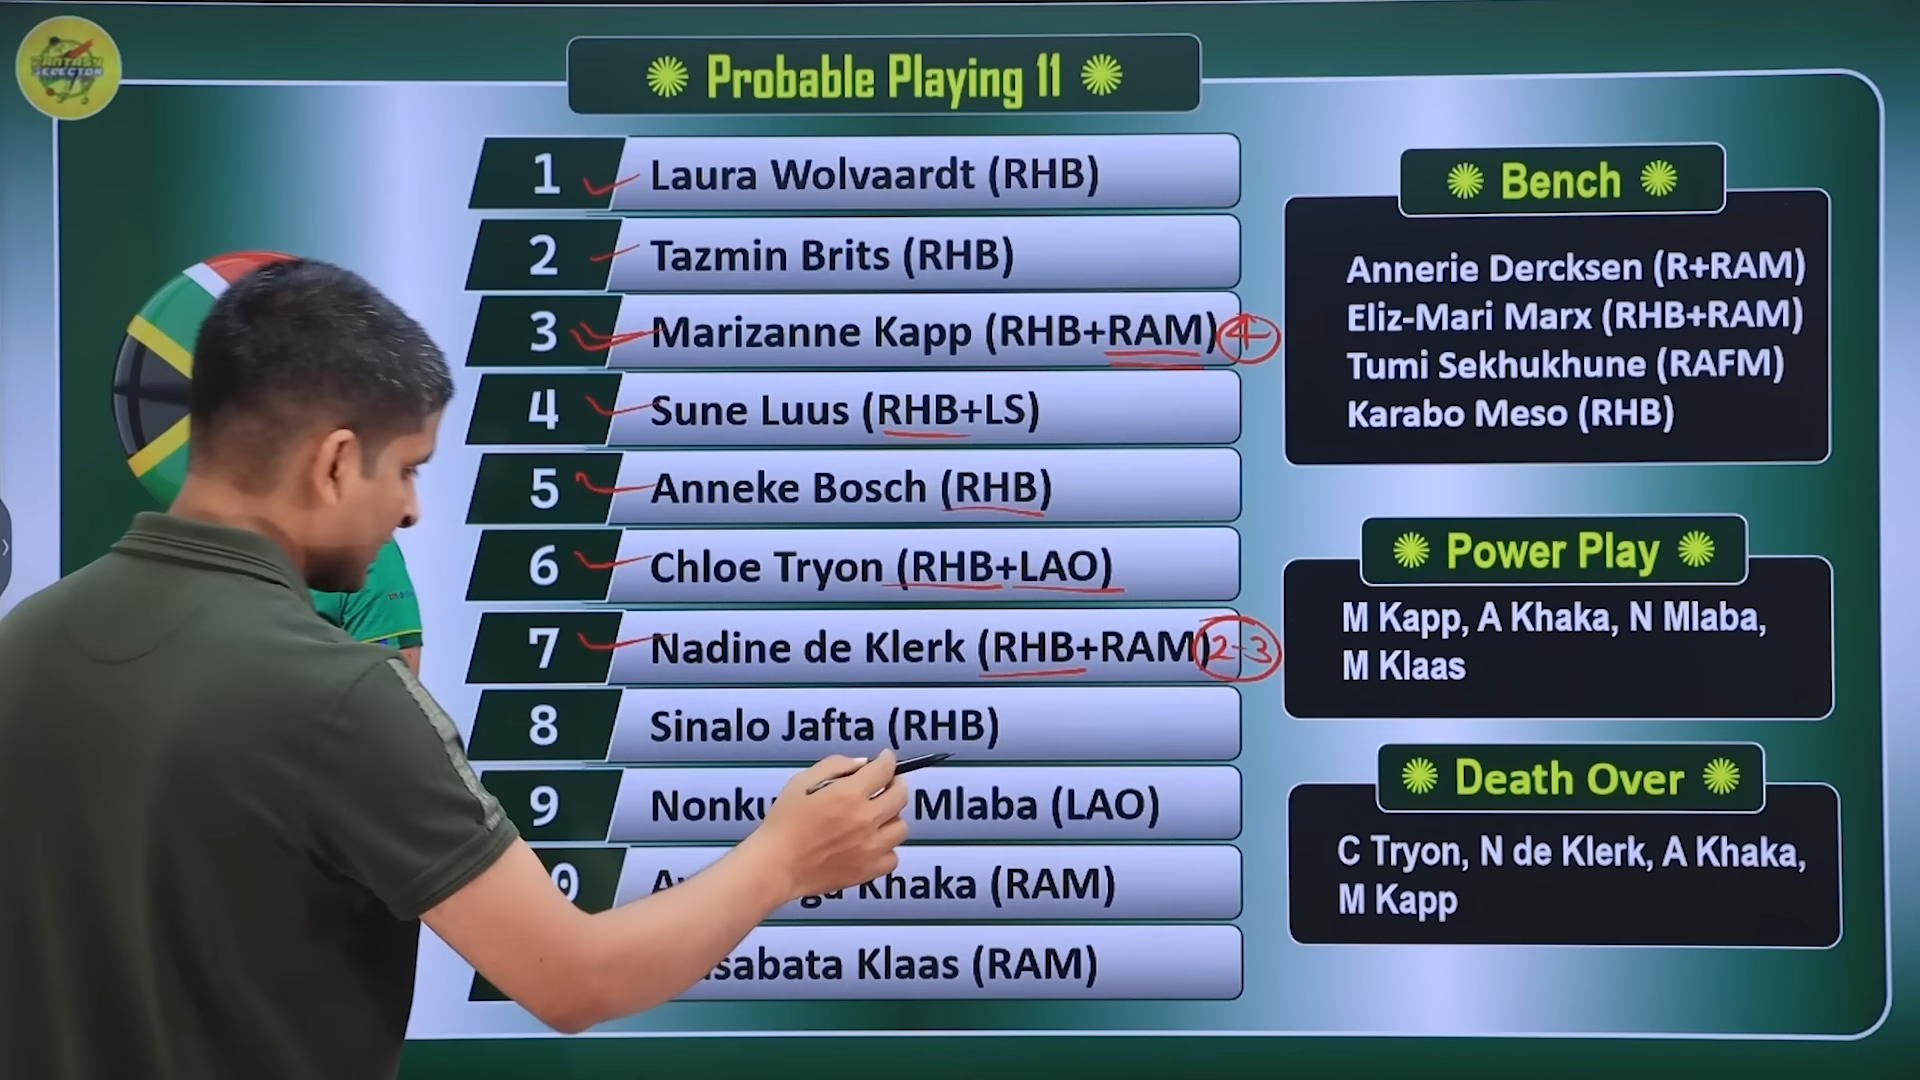 FANTASY
SELECTOR
Probable Playing 11
1 Laura Wolvaardt (RHB)
2 Tazmin Brits (RHB)
3 Marizanne Kapp (RHB+RAM) 4
4 Sune Luus (RHB+LS)
5 Anneke Bosch (RHB)
6 Chloe Tryon (RHB+LAO)
7 Nadine de Klerk (RHB+RAM) 2-3
8 Sinalo Jafta (RHB)
9 Mlaba (LAO)
Khaka (RAM)
Klaas (RAM)
Bench
Annerie Dercksen (R+RAM)
Eliz-Mari Marx (RHB+RAM)
Tumi Sekhukhune (RAFM)
Karabo Meso (RHB)
Power Play
M Kapp, A Khaka, N Mlaba,
M Klaas
Death Over
C Tryon, N de Klerk, A Khaka,
M Kapp